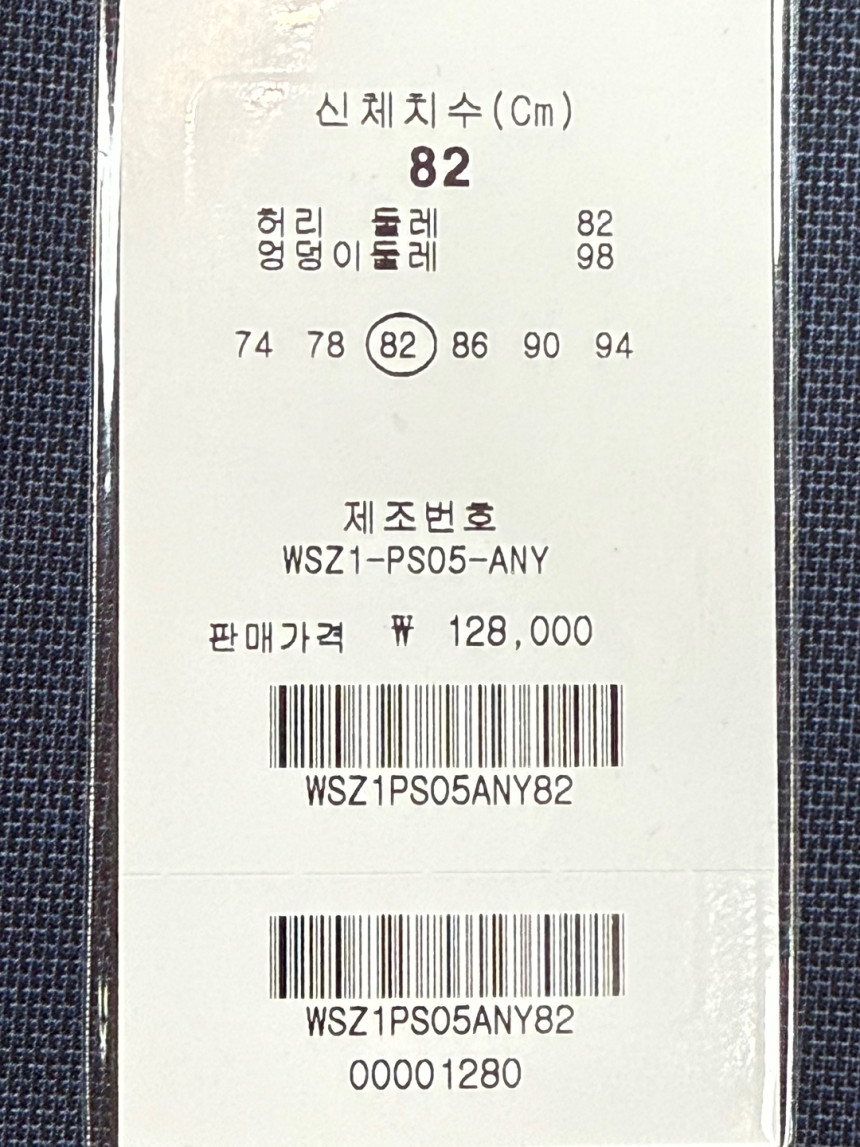 신체치수(Cm)
82
허리 둘레 82
엉덩이둘레 98
74 78 82 86 90 94
제조번호
WSZ1-PS05-ANY
판매가격 ₩ 128,000
WSZ1PS05ANY82
WSZ1PS05ANY82
00001280